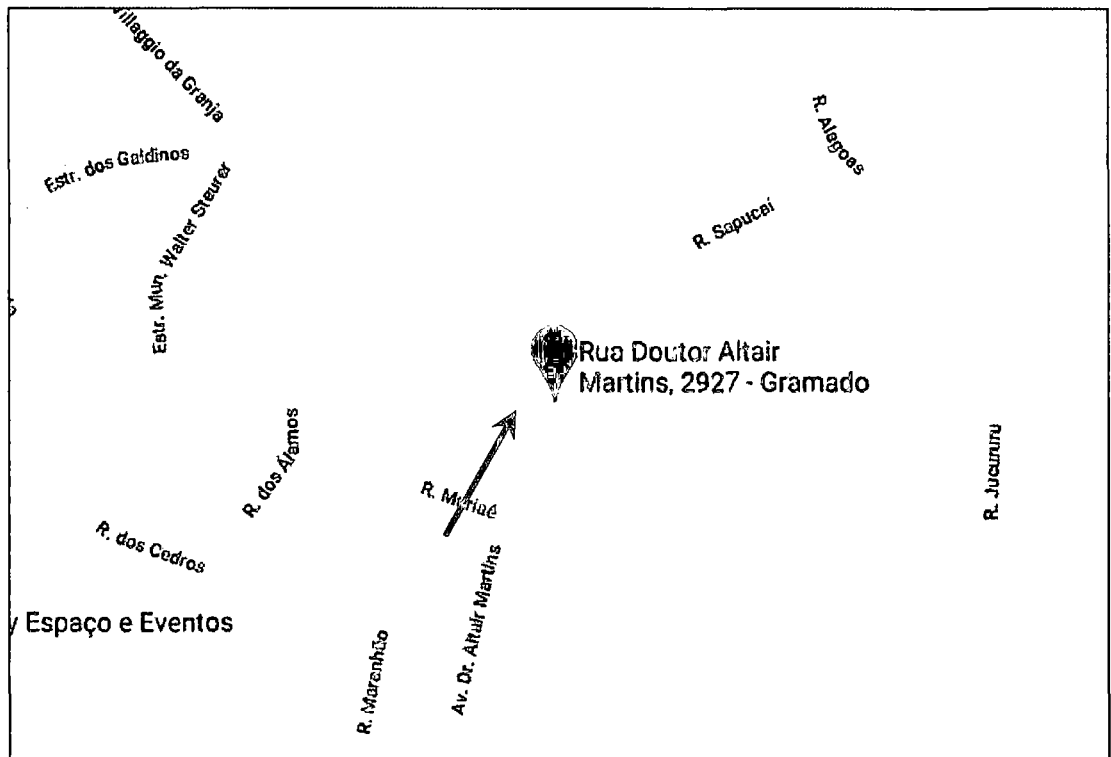 Villaggio da Granja
R. Alagoas
Estr. dos Galdinos
Estr. Mun. Walter Steurer
R. Sapucaí
Rua Doutor Altair
Martins, 2927 - Gramado
R. dos Álamos
R. Muriaé
R. Jucururu
R. dos Cedros
Av. Dr. Altair Martins
Espaço e Eventos
R. Maranhão